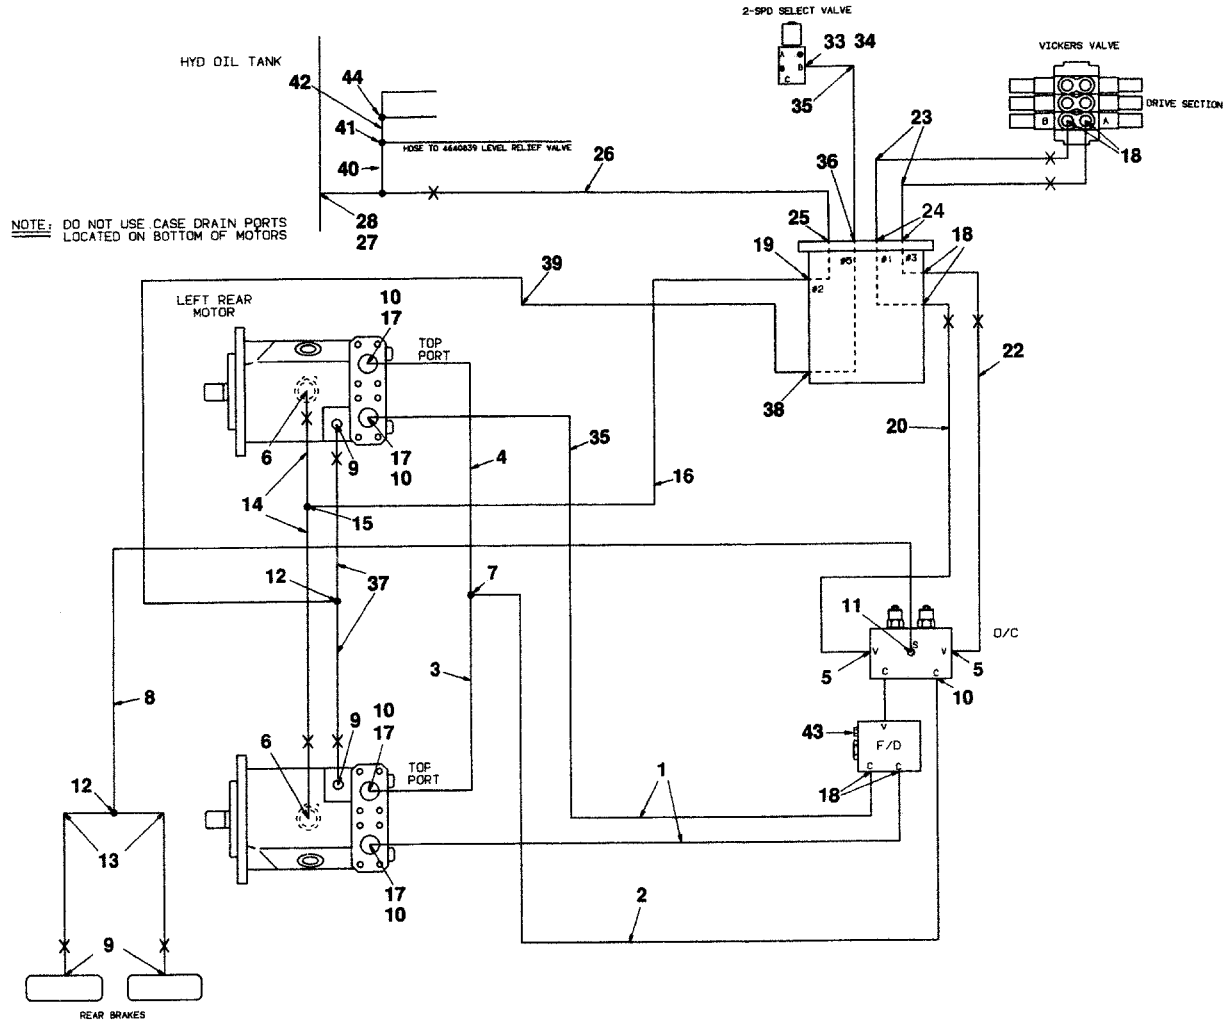 2-SPD SELECT VALVE
33 34
A
B
C
35
VICKERS VALVE
DRIVE SECTION
B A
18
23
HYD OIL TANK
44
42
41
HOSE TO 4640839 LEVEL RELIEF VALVE
40
26
36
NOTE: DO NOT USE CASE DRAIN PORTS
LOCATED ON BOTTOM OF MOTORS
28
27
25
24
19
18
#2
#5
#1
#3
39
LEFT REAR
MOTOR
10
17
TOP
PORT
38
22
20
6
9
17
10
4
35
16
14
15
12
37
7
11
O/C
S
V
V
5
5
C
C
10
3
8
43
V
F/D
C
C
18
6
9
10
17
TOP
PORT
1
12
13
17
10
2
9
REAR BRAKES